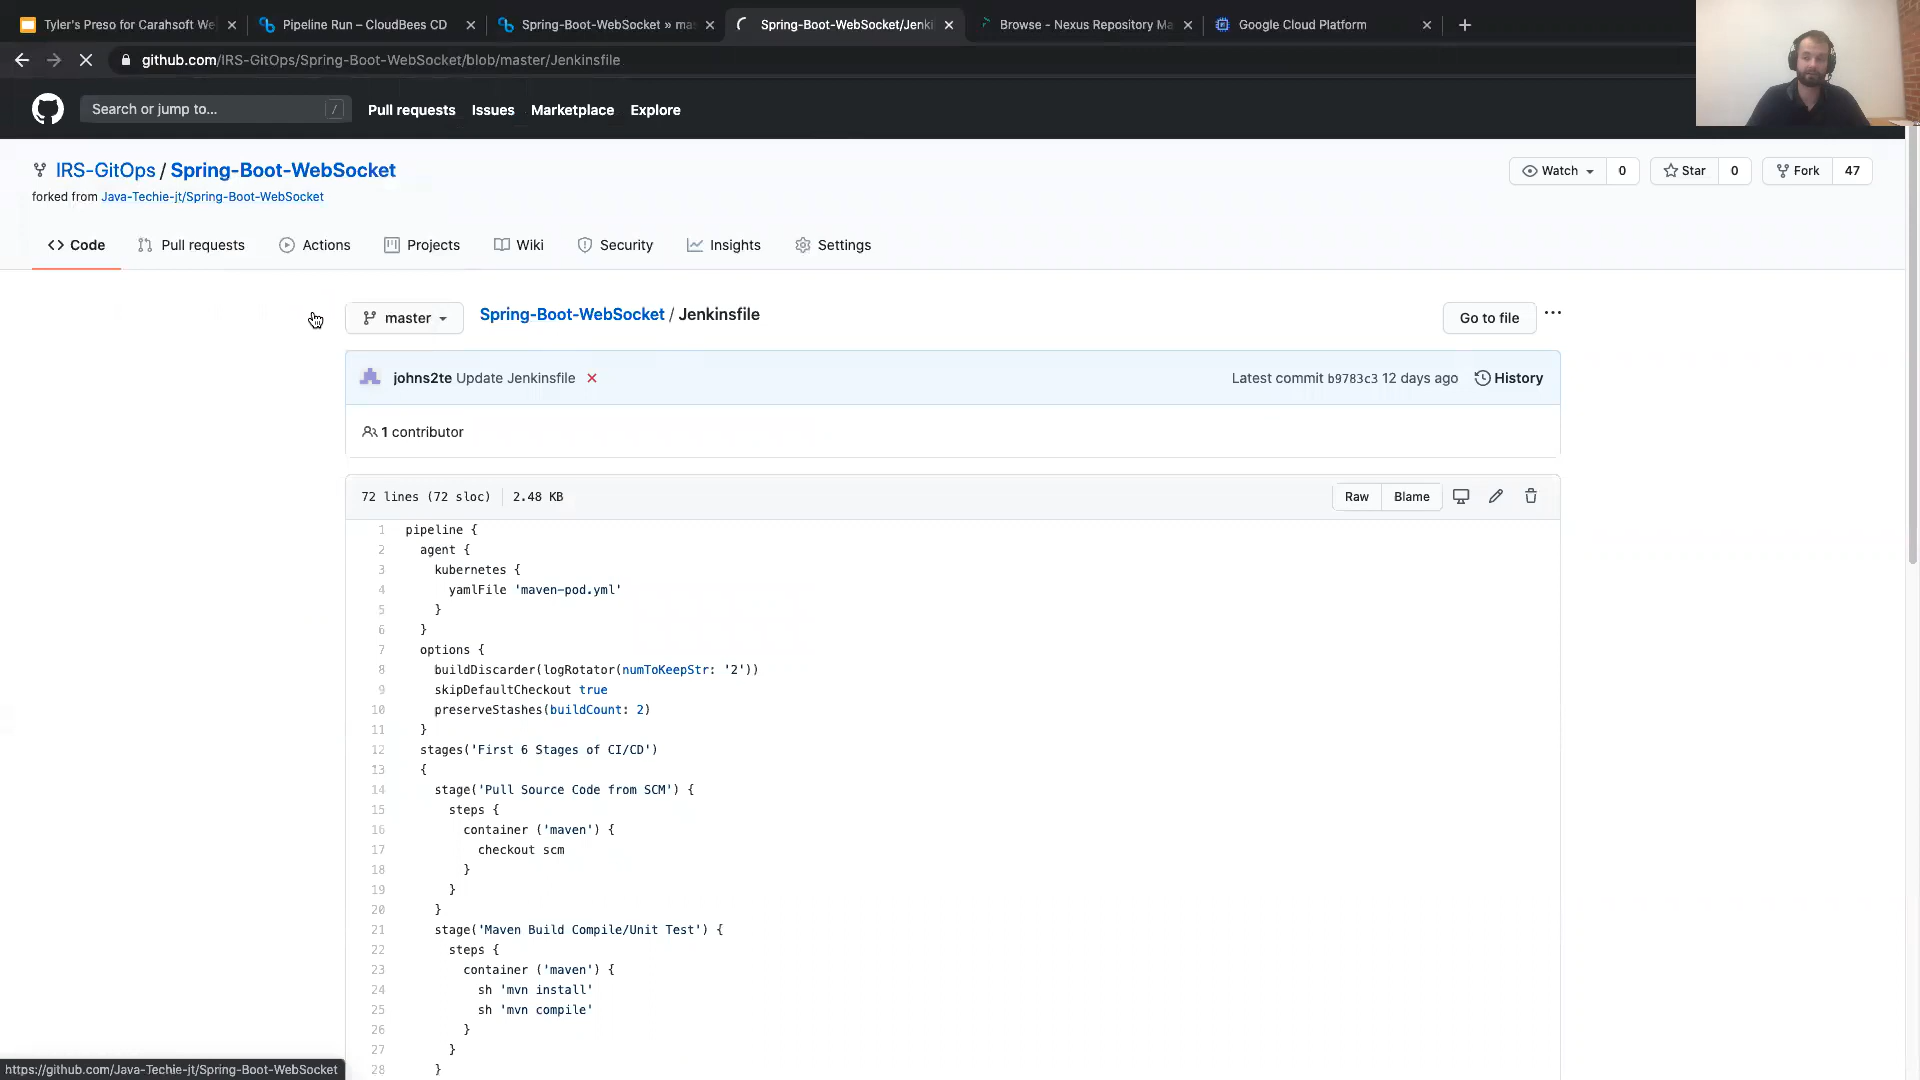 Tyler's Preso for Carahsoft We
Pipeline Run – CloudBees CD
Spring-Boot-WebSocket » ma
Spring-Boot-WebSocket/Jenki
Browse - Nexus Repository Ma
Google Cloud Platform
github.com/IRS-GitOps/Spring-Boot-WebSocket/blob/master/Jenkinsfile
Search or jump to... /
Pull requests Issues Marketplace Explore
IRS-GitOps / Spring-Boot-WebSocket
Watch 0 Star 0 Fork 47
forked from Java-Techie-jt/Spring-Boot-WebSocket
Code Pull requests Actions Projects Wiki Security Insights Settings
master Spring-Boot-WebSocket / Jenkinsfile Go to file ...
johns2te Update Jenkinsfile Latest commit b9783c3 12 days ago History
1 contributor
72 lines (72 sloc) 2.48 KB Raw Blame
1 pipeline {
2 agent {
3 kubernetes {
4 yamlFile 'maven-pod.yml'
5 }
6 }
7 options {
8 buildDiscarder(logRotator(numToKeepStr: '2'))
9 skipDefaultCheckout true
10 preserveStashes(buildCount: 2)
11 }
12 stages('First 6 Stages of CI/CD')
13 {
14 stage('Pull Source Code from SCM') {
15 steps {
16 container ('maven') {
17 checkout scm
18 }
19 }
20 }
21 stage('Maven Build Compile/Unit Test') {
22 steps {
23 container ('maven') {
24 sh 'mvn install'
25 sh 'mvn compile'
26 }
27 }
28 }
https://github.com/Java-Techie-jt/Spring-Boot-WebSocket